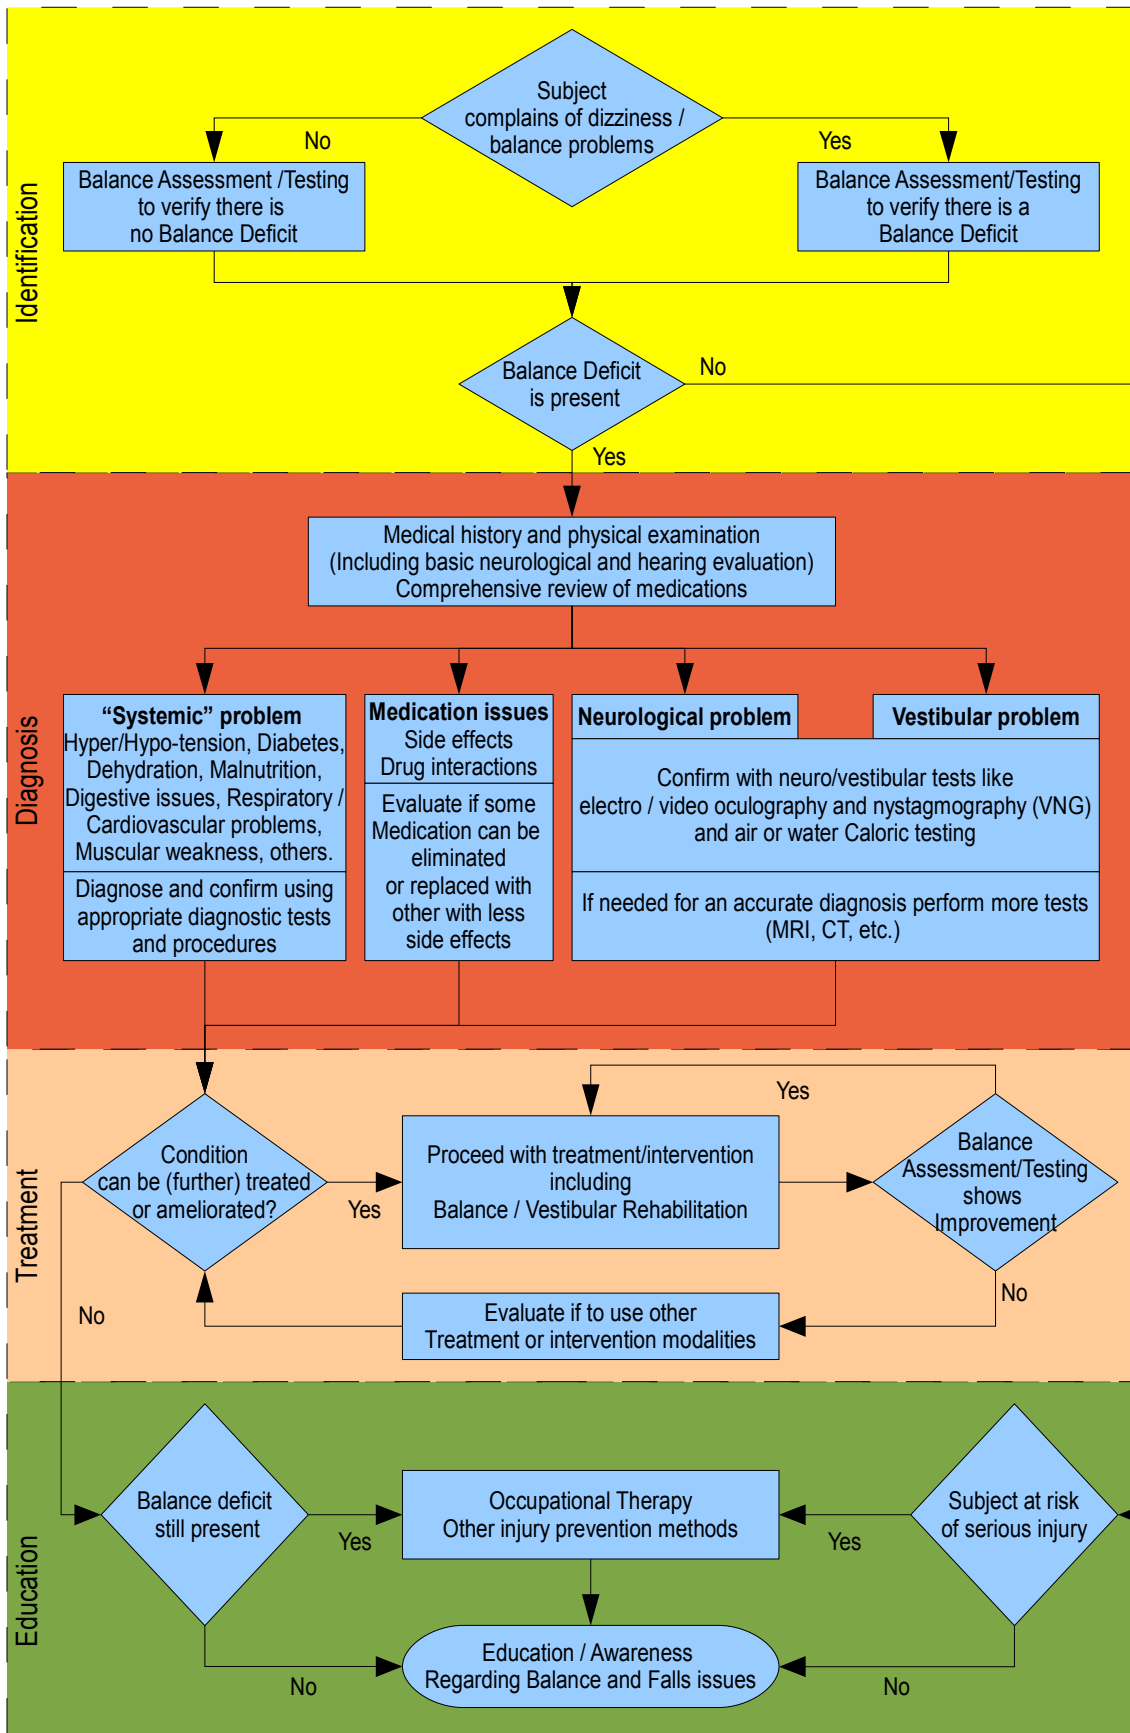 Identification
Subject
complains of dizziness /
balance problems
No
Yes
Balance Assessment /Testing
to verify there is
no Balance Deficit
Balance Assessment/Testing
to verify there is a
Balance Deficit
Balance Deficit
is present
No
Yes
Diagnosis
Medical history and physical examination
(Including basic neurological and hearing evaluation)
Comprehensive review of medications
“Systemic” problem
Hyper/Hypo-tension, Diabetes,
Dehydration, Malnutrition,
Digestive issues, Respiratory /
Cardiovascular problems,
Muscular weakness, others.
Diagnose and confirm using
appropriate diagnostic tests
and procedures
Medication issues
Side effects
Drug interactions
Evaluate if some
Medication can be
eliminated
or replaced with
other with less
side effects
Neurological problem
Vestibular problem
Confirm with neuro/vestibular tests like
electro / video oculography and nystagmography (VNG)
and air or water Caloric testing
If needed for an accurate diagnosis perform more tests
(MRI, CT, etc.)
Treatment
Condition
can be (further) treated
or ameliorated?
Yes
No
Proceed with treatment/intervention
including
Balance / Vestibular Rehabilitation
Yes
Balance
Assessment/Testing
shows
Improvement
No
Evaluate if to use other
Treatment or intervention modalities
Education
Balance deficit
still present
Yes
No
Occupational Therapy
Other injury prevention methods
Subject at risk
of serious injury
Yes
No
Education / Awareness
Regarding Balance and Falls issues